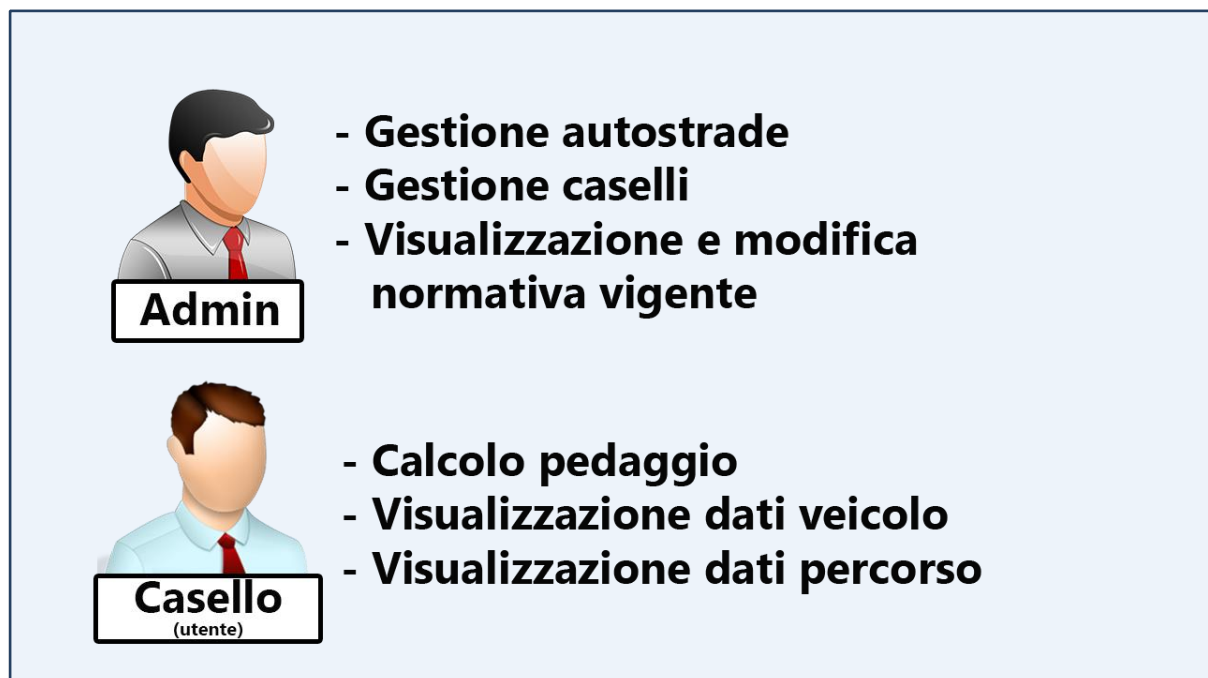 - Gestione autostrade
- Gestione caselli
- Visualizzazione e modifica
normativa vigente
Admin
- Calcolo pedaggio
- Visualizzazione dati veicolo
- Visualizzazione dati percorso
Casello
(utente)